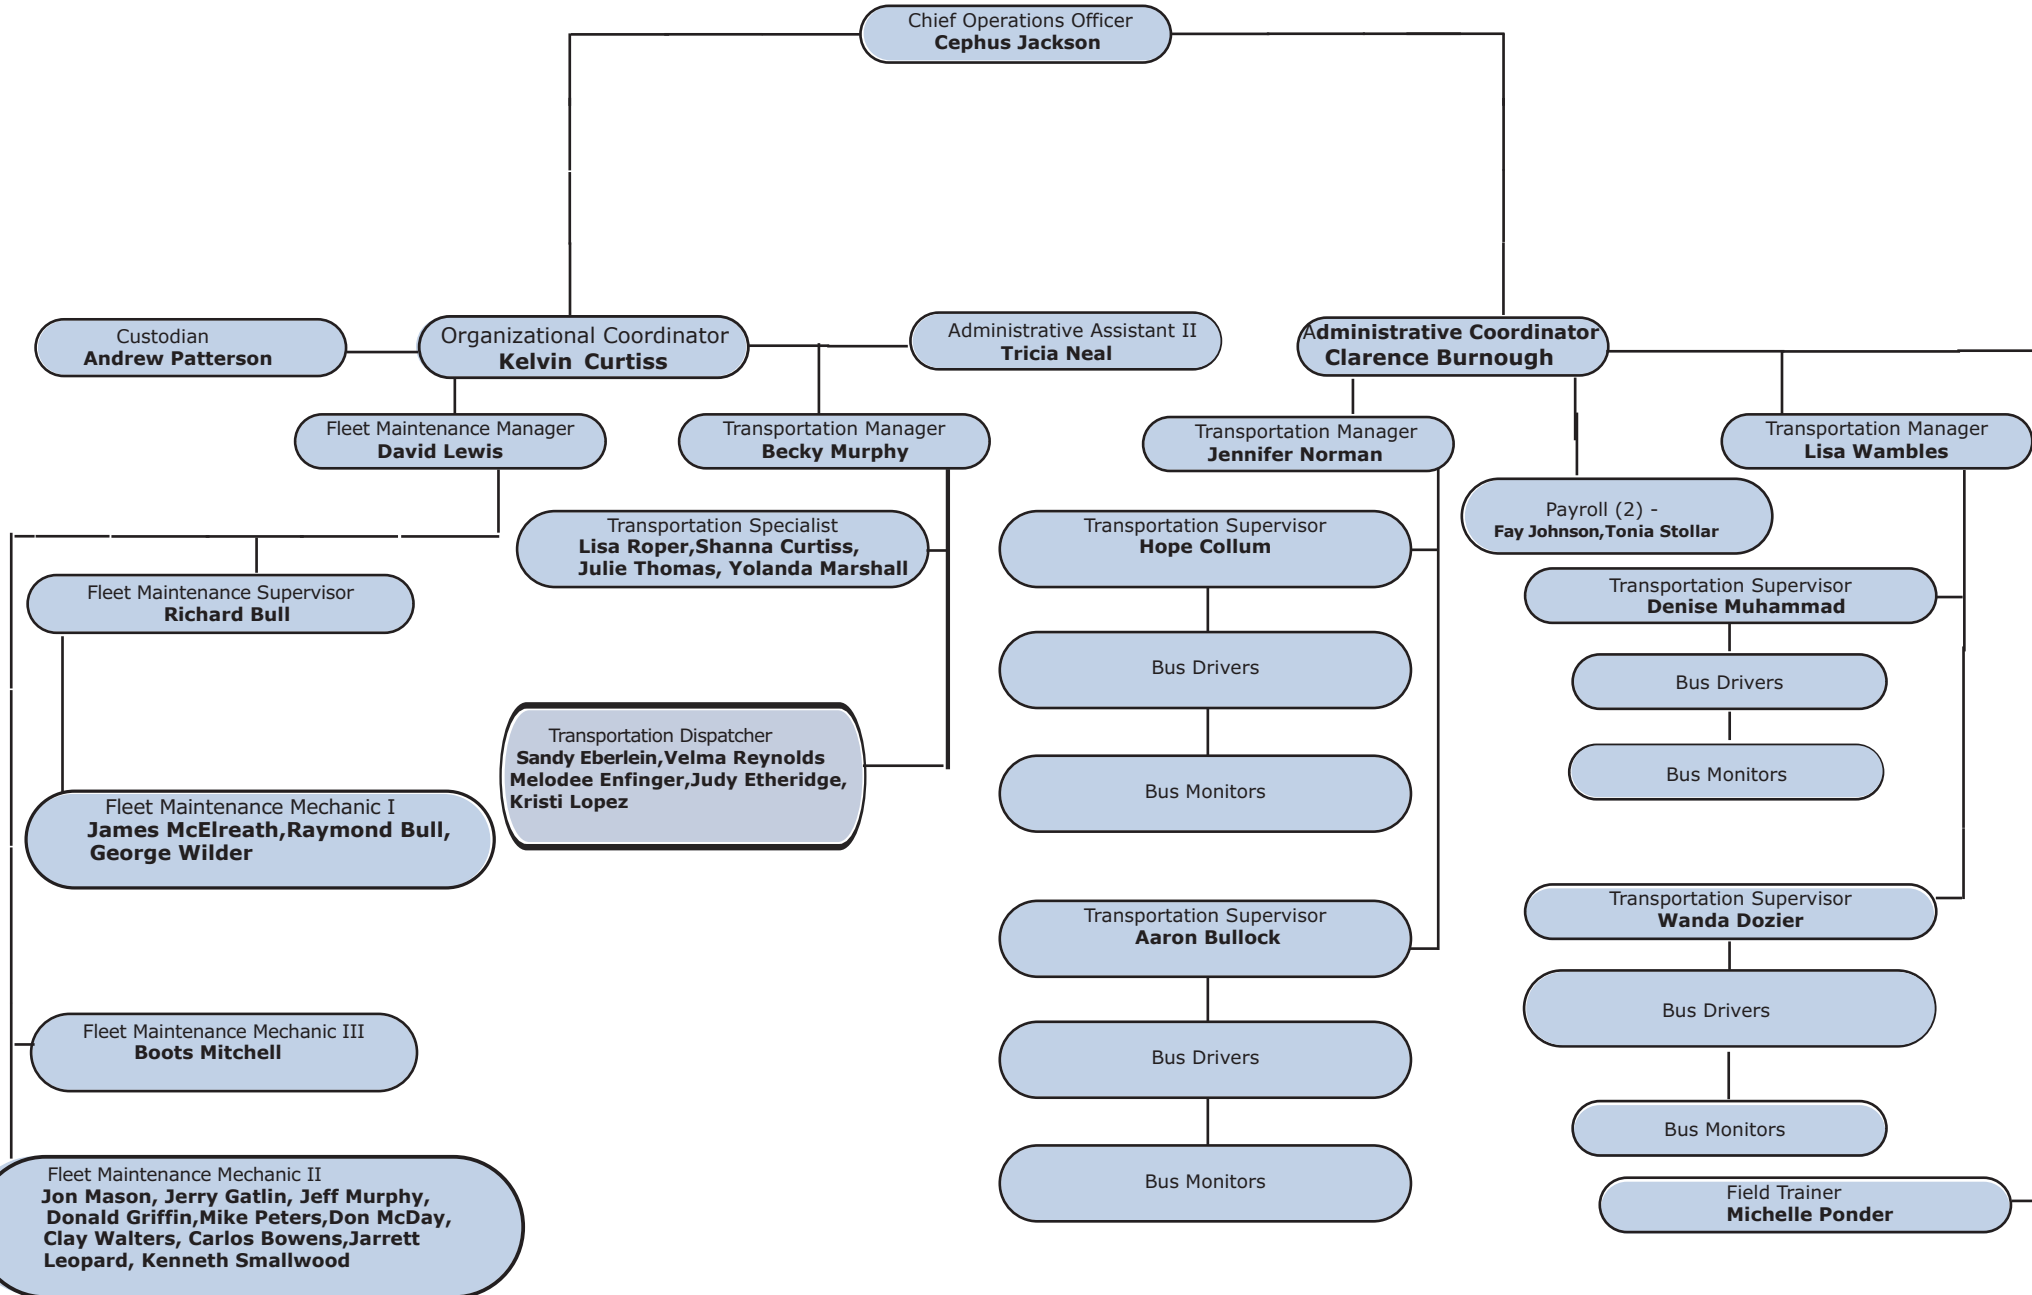 Chief Operations Officer
Cephus Jackson
Custodian
Andrew Patterson
Organizational Coordinator
Kelvin Curtiss
Administrative Assistant II
Tricia Neal
Administrative Coordinator
Clarence Burnough
Fleet Maintenance Manager
David Lewis
Transportation Manager
Becky Murphy
Transportation Manager
Jennifer Norman
Transportation Manager
Lisa Wambles
Payroll (2) -
Fay Johnson,Tonia Stollar
Transportation Specialist
Lisa Roper,Shanna Curtiss,
Julie Thomas, Yolanda Marshall
Transportation Supervisor
Hope Collum
Transportation Supervisor
Denise Muhammad
Fleet Maintenance Supervisor
Richard Bull
Bus Drivers
Bus Drivers
Transportation Dispatcher
Sandy Eberlein,Velma Reynolds
Melodee Enfinger,Judy Etheridge,
Kristi Lopez
Bus Monitors
Bus Monitors
Fleet Maintenance Mechanic I
James McElreath,Raymond Bull,
George Wilder
Transportation Supervisor
Aaron Bullock
Transportation Supervisor
Wanda Dozier
Bus Drivers
Fleet Maintenance Mechanic III
Boots Mitchell
Bus Drivers
Bus Monitors
Bus Monitors
Fleet Maintenance Mechanic II
Jon Mason, Jerry Gatlin, Jeff Murphy,
Donald Griffin,Mike Peters,Don McDay,
Clay Walters, Carlos Bowens,Jarrett
Leopard, Kenneth Smallwood
Field Trainer
Michelle Ponder